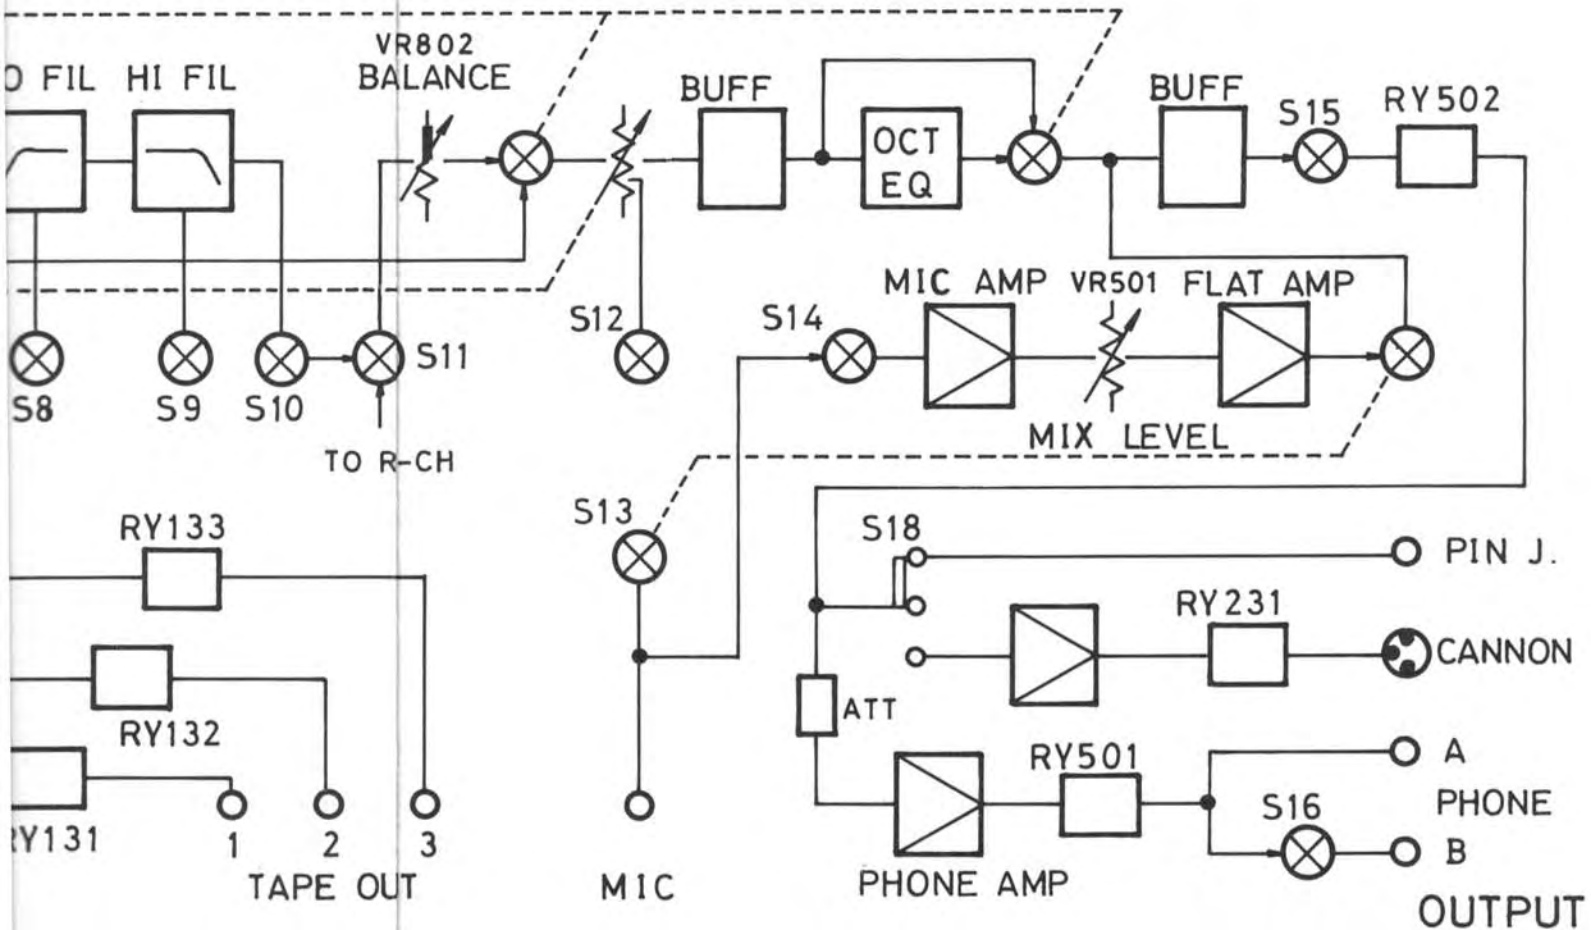 VR802
O FIL HI FIL BALANCE
BUFF
BUFF
S15
RY502
OCT
EQ
MIC AMP VR501 FLAT AMP
S12
S14
S11
S8 S9 S10
MIX LEVEL
TO R-CH
S13
RY133
S18
PIN J.
RY231
CANNON
RY132
ATT
RY501
A
PHONE
S16
RY131
1 2 3
B
TAPE OUT
MIC
PHONE AMP
OUTPUT